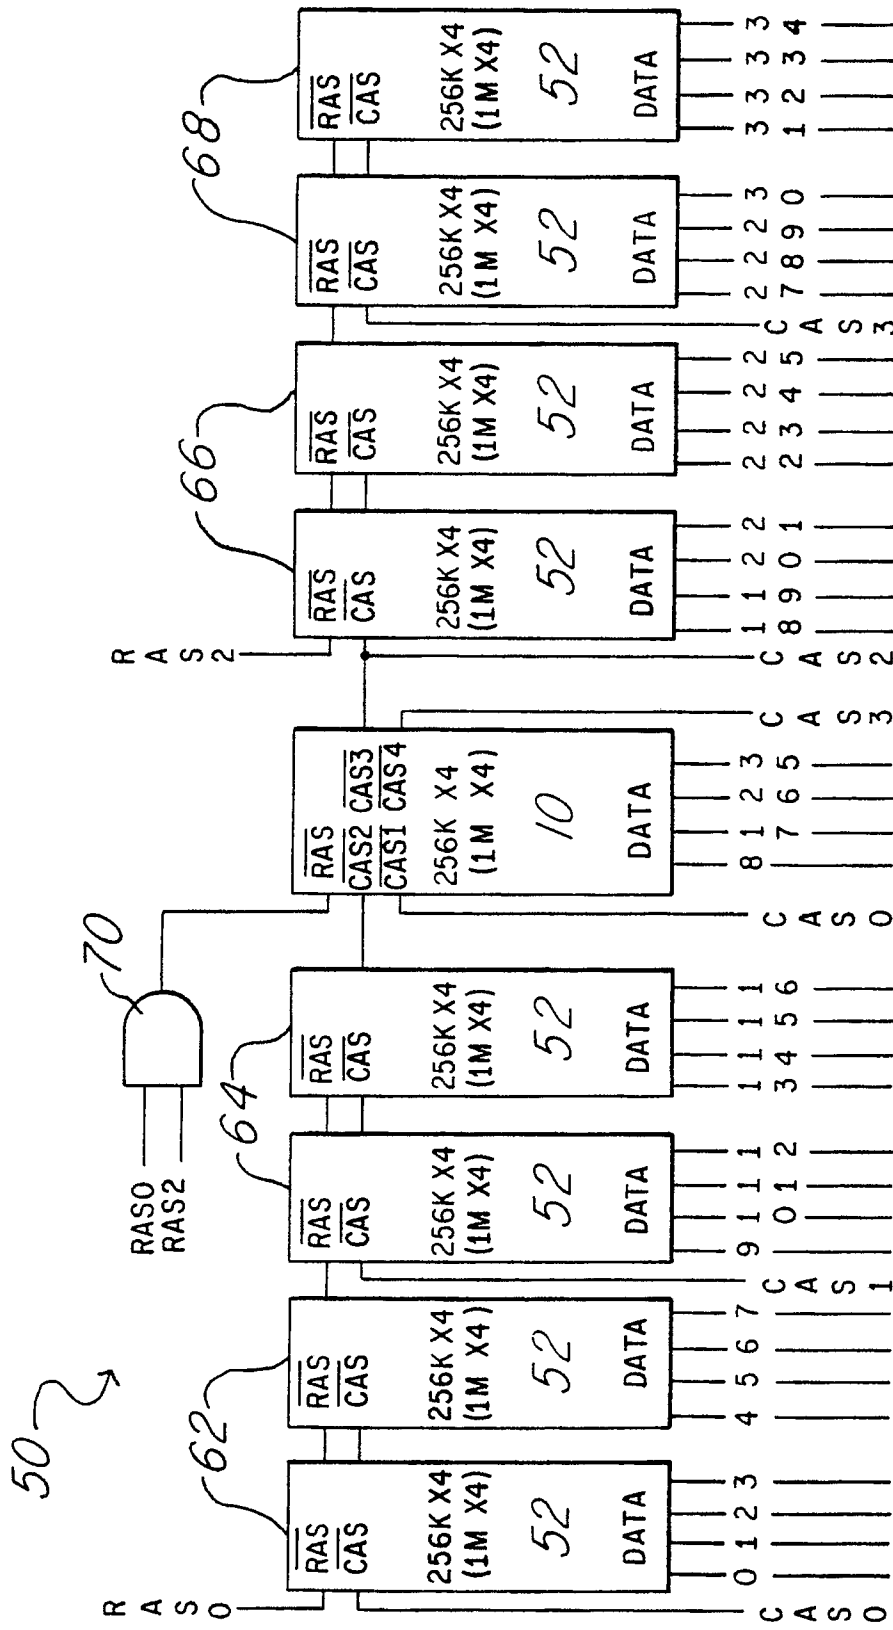 50
62
64
70
66
68
RAS0
RAS2
RAS0
RAS2
RAS
CAS
256K X4
(1M X4)
52
DATA
RAS
CAS
256K X4
(1M X4)
52
DATA
RAS
CAS
256K X4
(1M X4)
52
DATA
RAS
CAS
256K X4
(1M X4)
52
DATA
RAS
CAS2 CAS3
CAS1 CAS4
256K X4
(1M X4)
10
DATA
RAS
CAS
256K X4
(1M X4)
52
DATA
RAS
CAS
256K X4
(1M X4)
52
DATA
RAS
CAS
256K X4
(1M X4)
52
DATA
RAS
CAS
256K X4
(1M X4)
52
DATA
CAS0
0 1 2 3
4 5 6 7
CAS1
9 10 11 12
13 14 15 16
CAS0
8 17 26 35
CAS3
CAS2
18 19 20 21
22 23 24 25
CAS3
27 28 29 30
31 32 33 34